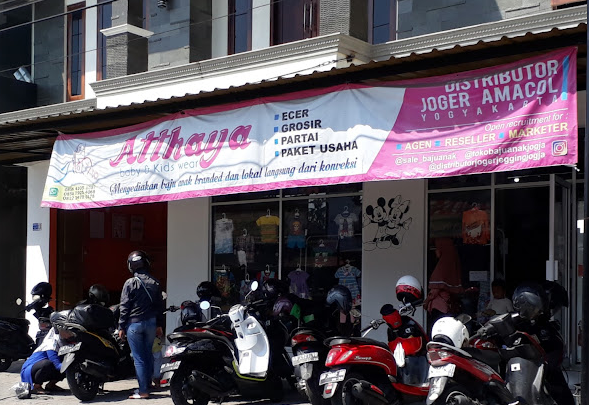 Atthaya
baby & Kids wear
Menyediakan baju anak branded dan lokal langsung dari konveksi
ECER
GROSIR
PARTAI
PAKET USAHA
DISTRIBUTOR
JOGER AMACOL
YOGYAKARTA
Open recruitment for :
AGEN RESELLER MARKETER
@sale_bajuanak @tokobajuanakjogja
@distributorjogerjeggingjogja